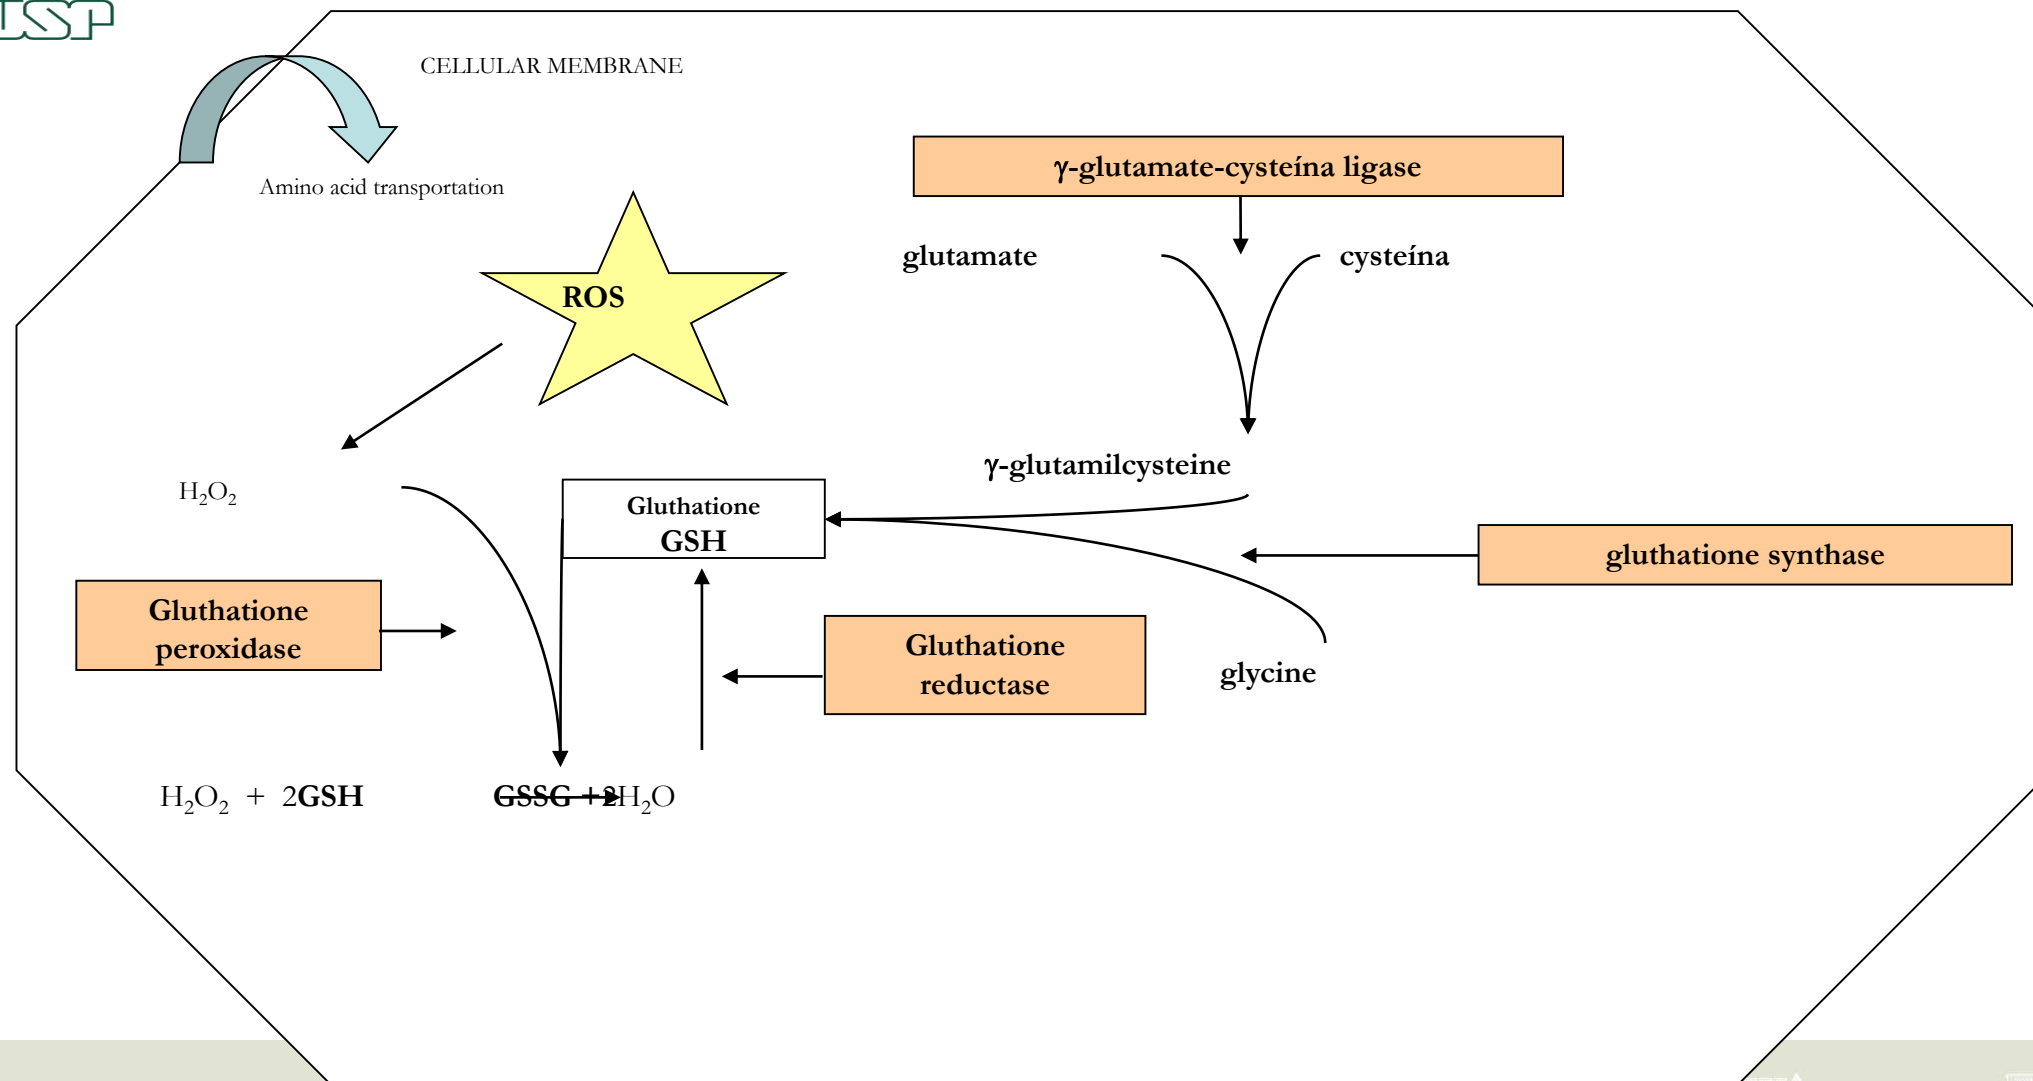 USP
CELLULAR MEMBRANE
Amino acid transportation
γ-glutamate-cysteína ligase
glutamate
cysteína
ROS
γ-glutamilcysteine
H₂O₂
Gluthatione
GSH
gluthatione synthase
Gluthatione
peroxidase
Gluthatione
reductase
glycine
H₂O₂ + 2GSH GSSG +2H₂O